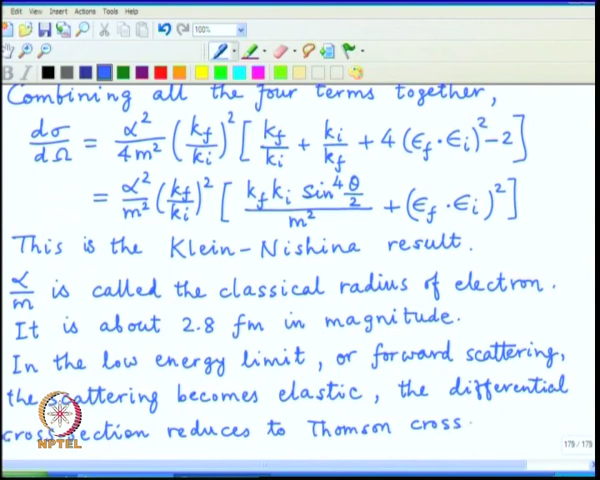 Edit View Insert Actions Tools Help
100%
B I
Combining all the four terms together,
dσ/dΩ = α²/4m² (k_f/k_i)² [k_f/k_i + k_i/k_f + 4(ϵ_f·ϵ_i)² - 2]
= α²/m² (k_f/k_i)² [k_f k_i sin⁴ θ/2 / m² + (ϵ_f·ϵ_i)²]
This is the Klein-Nishina result.
α/m is called the classical radius of electron.
It is about 2.8 fm in magnitude.
In the low energy limit, or forward scattering,
the scattering becomes elastic, the differential
cross section reduces to Thomson cross
NPTEL
179 / 179